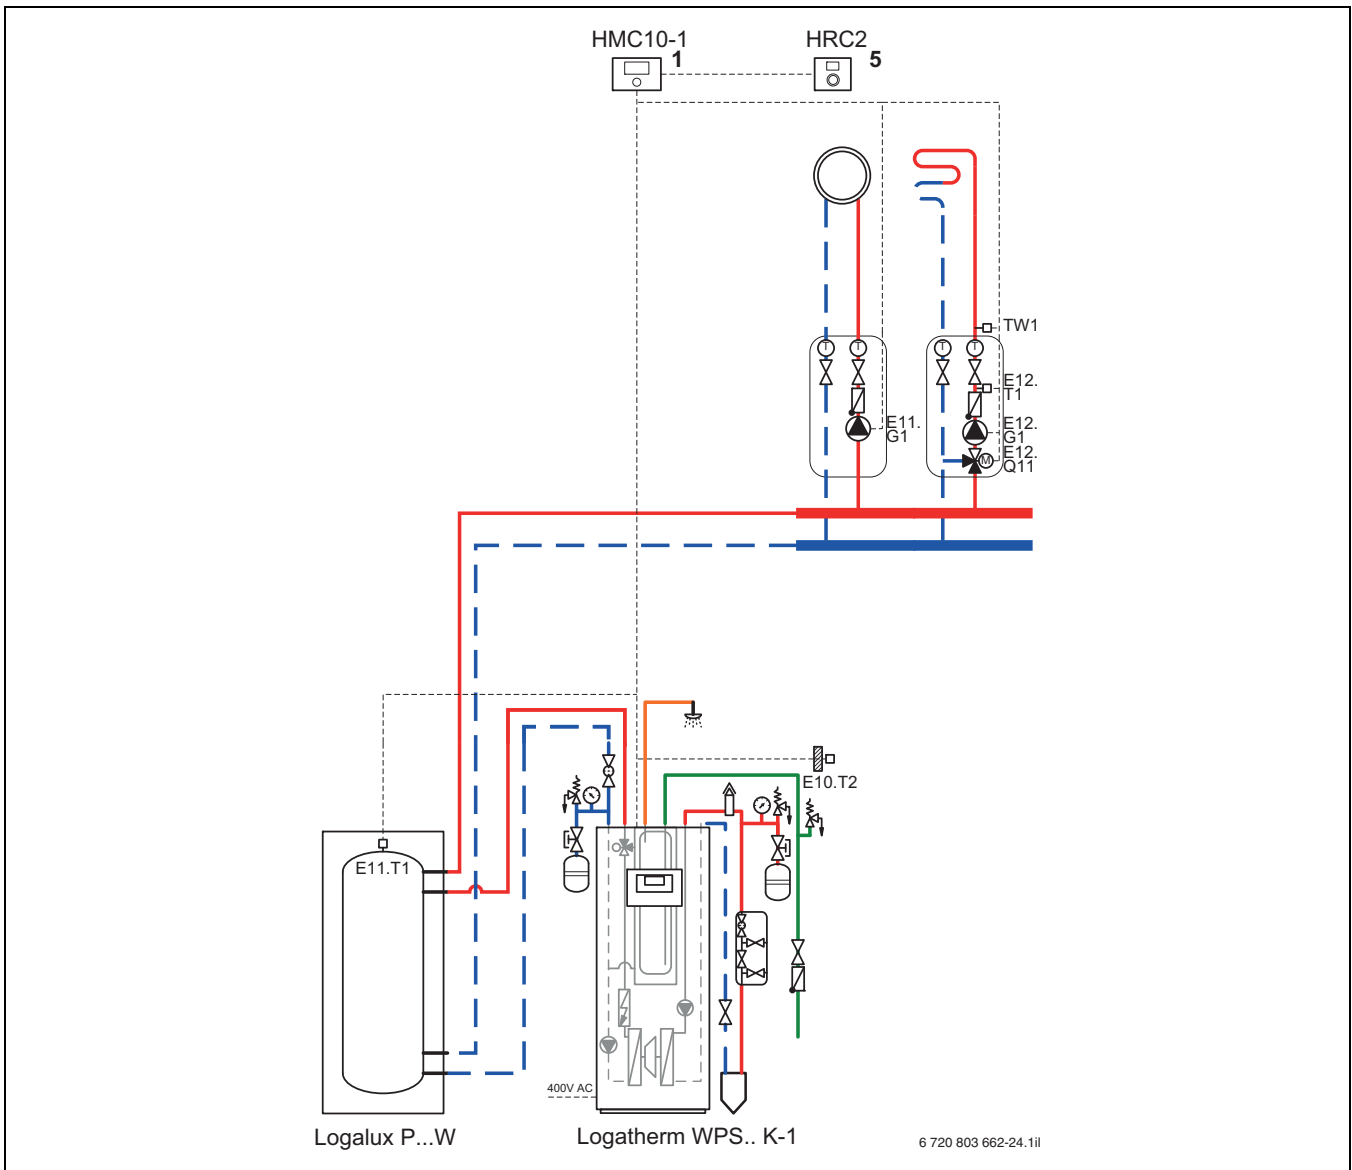 HMC10-1
1
HRC2
5
T
T
T
T
TW1
E12.
T1
E11.
G1
E12.
G1
E12.
Q11
M
E10.T2
E11.T1
400V AC
Logalux P...W
Logatherm WPS.. K-1
6 720 803 662-24.1il